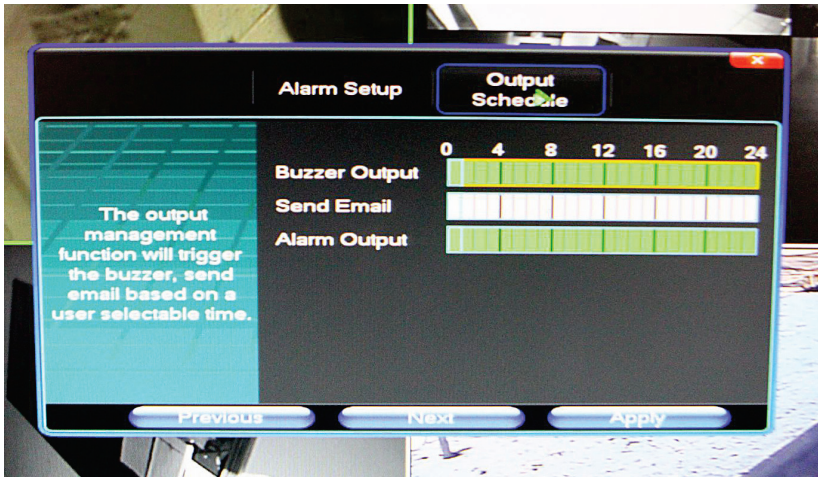 Alarm Setup
Output
Schedule
0 4 8 12 16 20 24
Buzzer Output
Send Email
Alarm Output
The output
management
function will trigger
the buzzer, send
email based on a
user selectable time.
Previous
Next
Apply